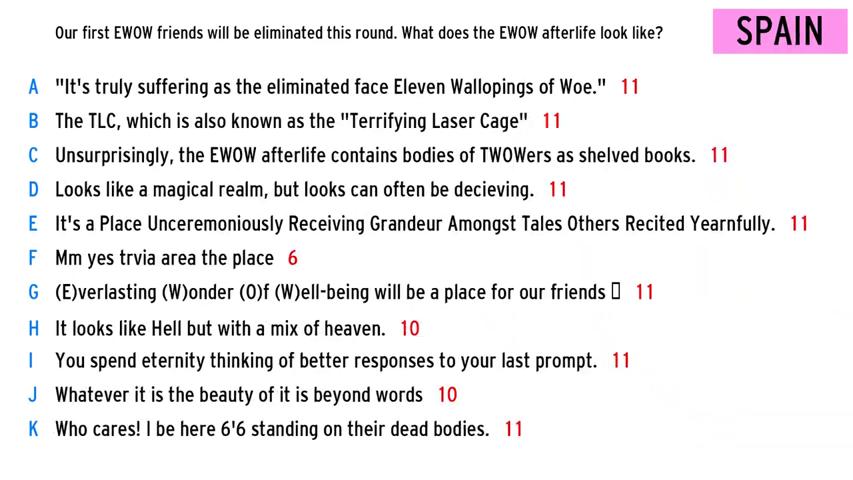 Our first EWOW friends will be eliminated this round. What does the EWOW afterlife look like?
SPAIN
A "It's truly suffering as the eliminated face Eleven Wallopings of Woe." 11
B The TLC, which is also known as the "Terrifying Laser Cage" 11
C Unsurprisingly, the EWOW afterlife contains bodies of TWOWers as shelved books. 11
D Looks like a magical realm, but looks can often be decieving. 11
E It's a Place Unceremoniously Receiving Grandeur Amongst Tales Others Recited Yearnfully. 11
F Mm yes trvia area the place 6
G (E)verlasting (W)onder (O)f (W)ell-being will be a place for our friends ▯ 11
H It looks like Hell but with a mix of heaven. 10
I You spend eternity thinking of better responses to your last prompt. 11
J Whatever it is the beauty of it is beyond words 10
K Who cares! I be here 6'6 standing on their dead bodies. 11